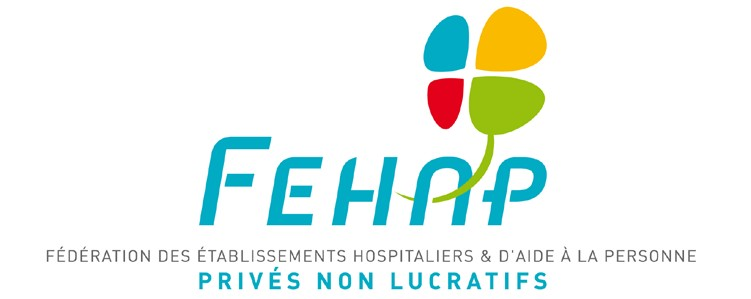 FEHAP
FÉDÉRATION DES ÉTABLISSEMENTS HOSPITALIERS & D'AIDE À LA PERSONNE
PRIVÉS NON LUCRATIFS